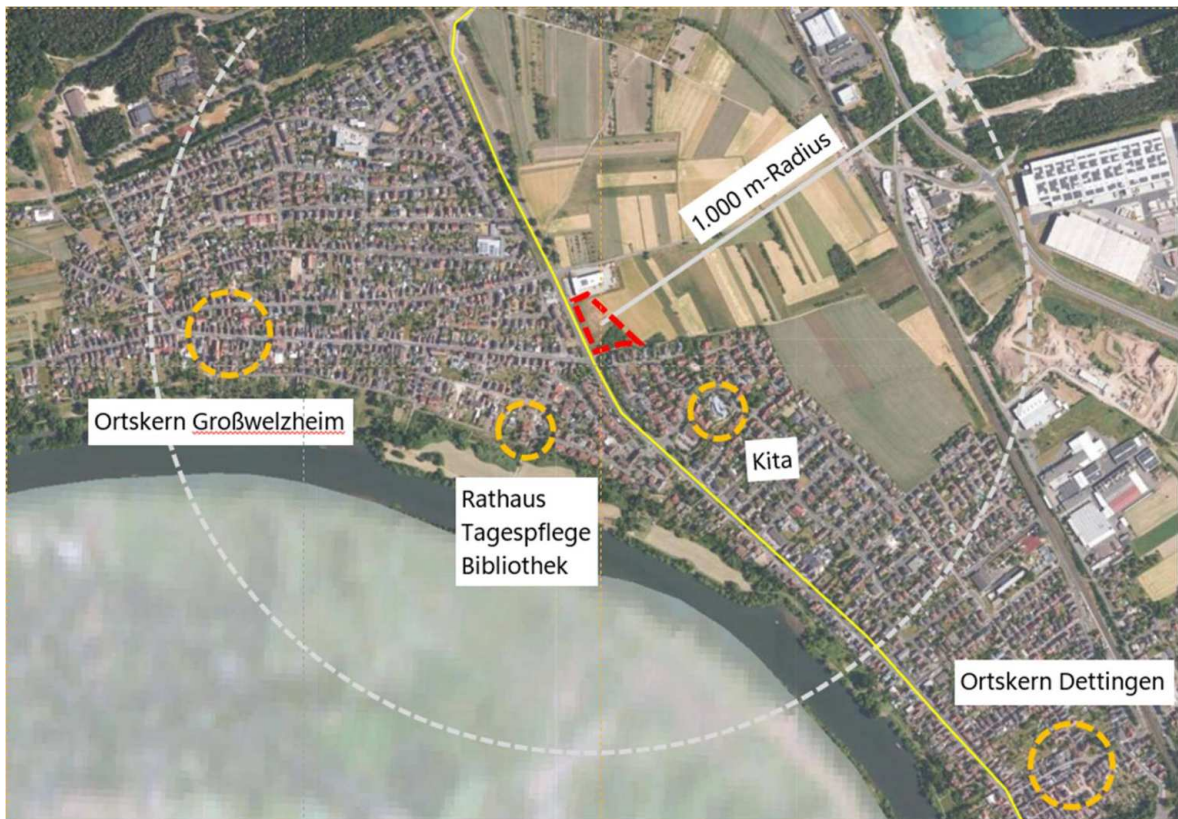 1.000 m-Radius
Ortskern Großwelzheim
Kita
Rathaus
Tagespflege
Bibliothek
Ortskern Dettingen